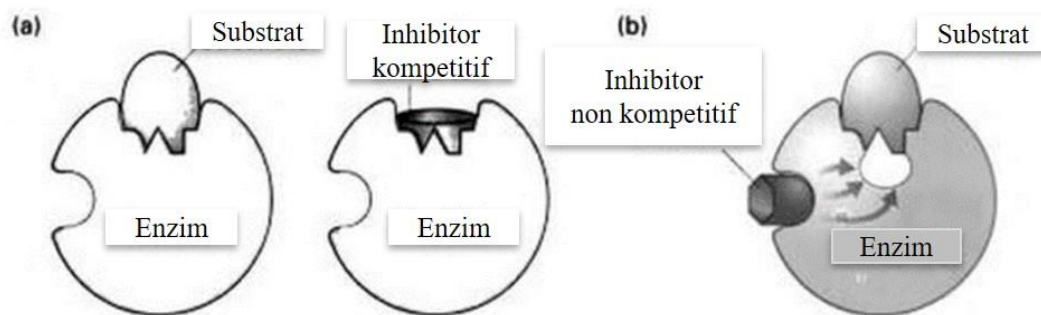 (a)
Substrat
Inhibitor
kompetitif
Enzim
Enzim
(b)
Substrat
Inhibitor
non kompetitif
Enzim